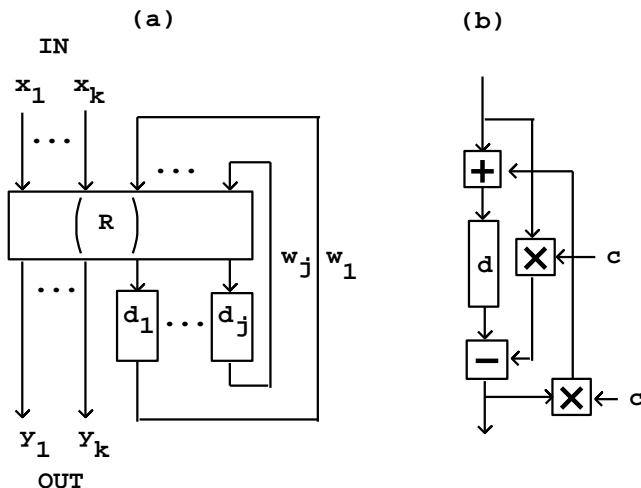 (a)
IN
x1 xk
...
...
( R )
...
wj w1
d1 ... dj
y1 yk
OUT
(b)
+
d
× c
−
× c